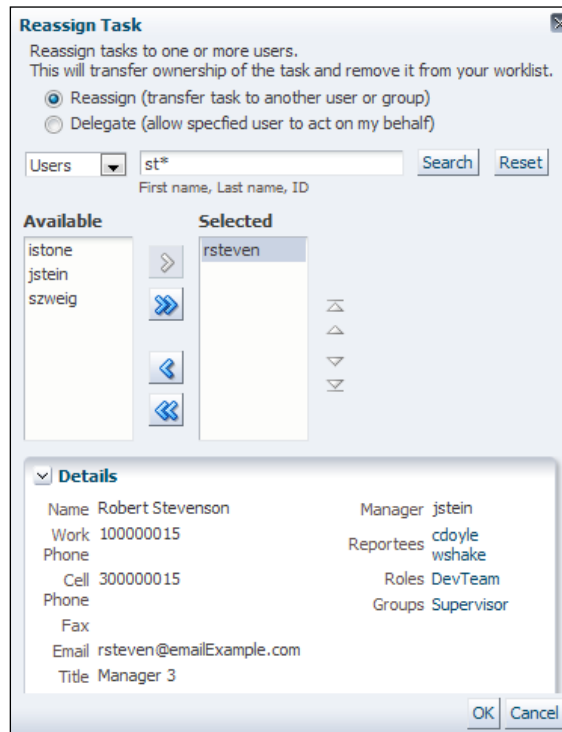 Reassign Task
Reassign tasks to one or more users.
This will transfer ownership of the task and remove it from your worklist.
Reassign (transfer task to another user or group)
Delegate (allow specfied user to act on my behalf)
Users st* Search Reset
First name, Last name, ID
Available Selected
istone rsteven
jstein
szweig
Details
Name Robert Stevenson Manager jstein
Work Phone 100000015 Reportees cdoyle
wshake
Cell Phone 300000015 Roles DevTeam
Fax Groups Supervisor
Email rsteven@emailExample.com
Title Manager 3
OK Cancel